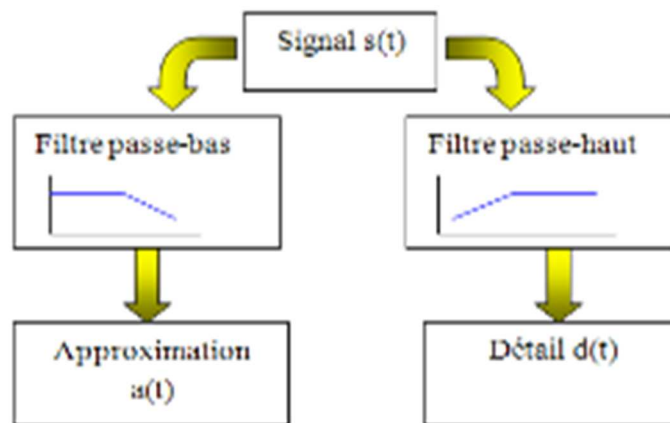 Signal s(t)
Filtre passe-bas
Filtre passe-haut
Approximation
a(t)
Détail d(t)